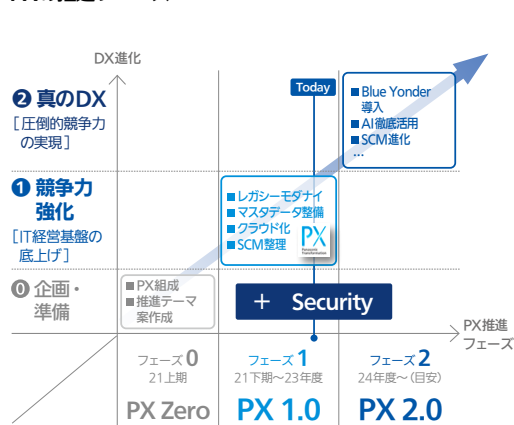 DX進化
❷ 真のDX
[圧倒的競争力
の実現]
Today
■Blue Yonder
導入
■AI徹底活用
■SCM進化
…
❶ 競争力
強化
[IT経営基盤の
底上げ]
■レガシーモダナイ
■マスタデータ整備
■クラウド化
■SCM整理
PX
Panasonic
Transformation
⓪ 企画・
準備
■PX組成
■推進テーマ
案作成
+ Security
PX推進
フェーズ
フェーズ0
21上期
PX Zero
フェーズ1
21下期～23年度
PX 1.0
フェーズ2
24年度～(目安)
PX 2.0